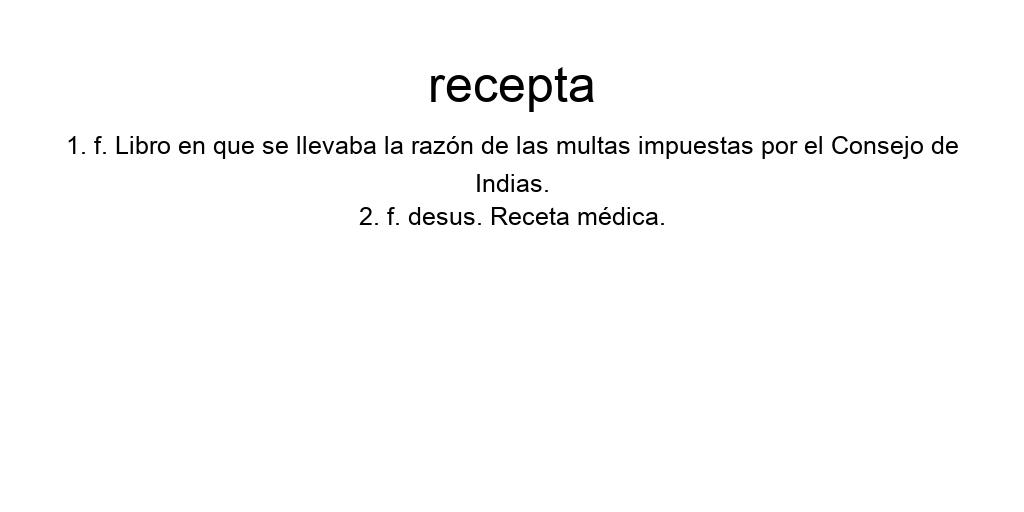 recepta
1. f. Libro en que se llevaba la razón de las multas impuestas por el Consejo de
Indias.
2. f. desus. Receta médica.